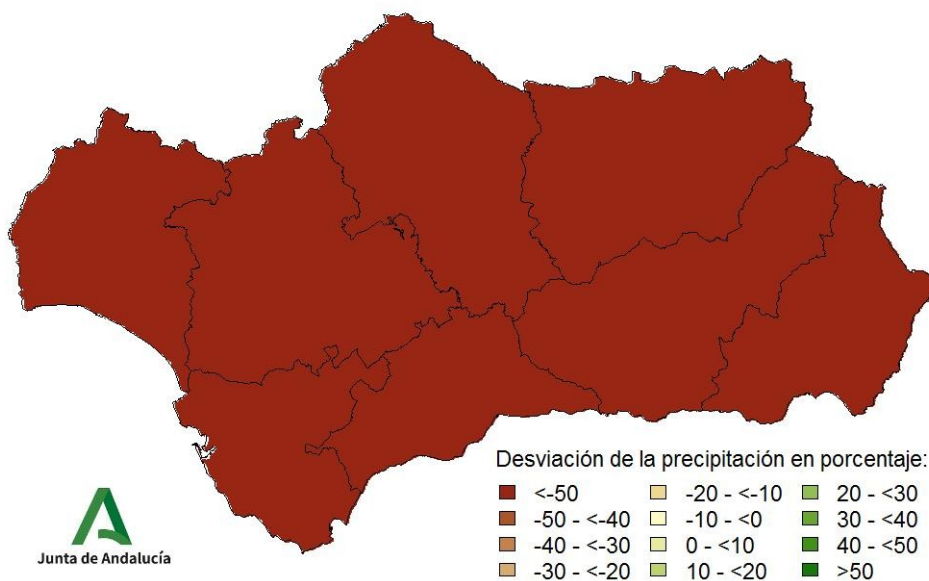 Desviación de la precipitación en porcentaje:
<-50 -20 - <-10 20 - <30
-50 - <-40 -10 - <0 30 - <40
-40 - <-30 0 - <10 40 - <50
-30 - <-20 10 - <20 >50
Junta de Andalucía